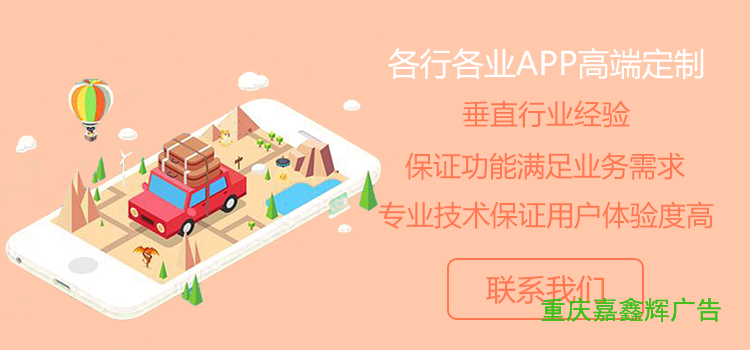 各行各业APP高端定制
垂直行业经验
保证功能满足业务需求
专业技术保证用户体验度高
联系我们
重庆嘉鑫辉广告